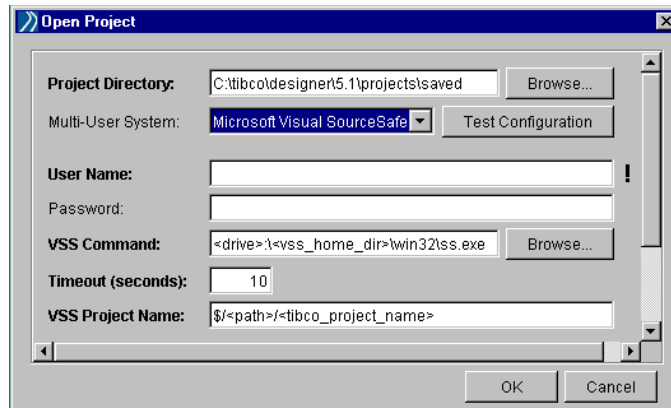 Open Project
Project Directory: C:\tibco\designer\5.1\projects\saved Browse...
Multi-User System: Microsoft Visual SourceSafe Test Configuration
User Name: !
Password:
VSS Command: <drive>:\<vss_home_dir>\win32\ss.exe Browse...
Timeout (seconds): 10
VSS Project Name: $/<path>/<tibco_project_name>
OK Cancel